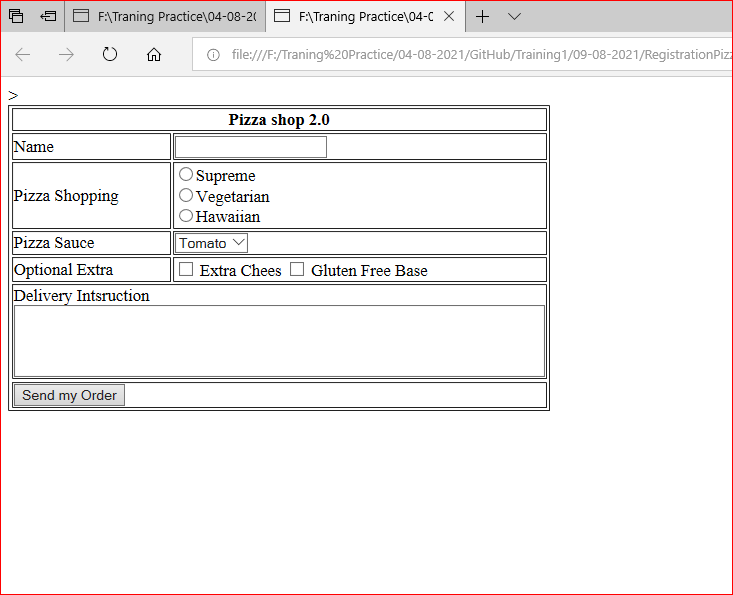 F:\Traning Practice\04-08-20 F:\Traning Practice\04-0
file:///F:/Traning%20Practice/04-08-2021/GitHub/Training1/09-08-2021/RegistrationPizz
>
Pizza shop 2.0
Name
Pizza Shopping
Supreme
Vegetarian
Hawaiian
Pizza Sauce Tomato
Optional Extra Extra Chees Gluten Free Base
Delivery Intsruction
Send my Order